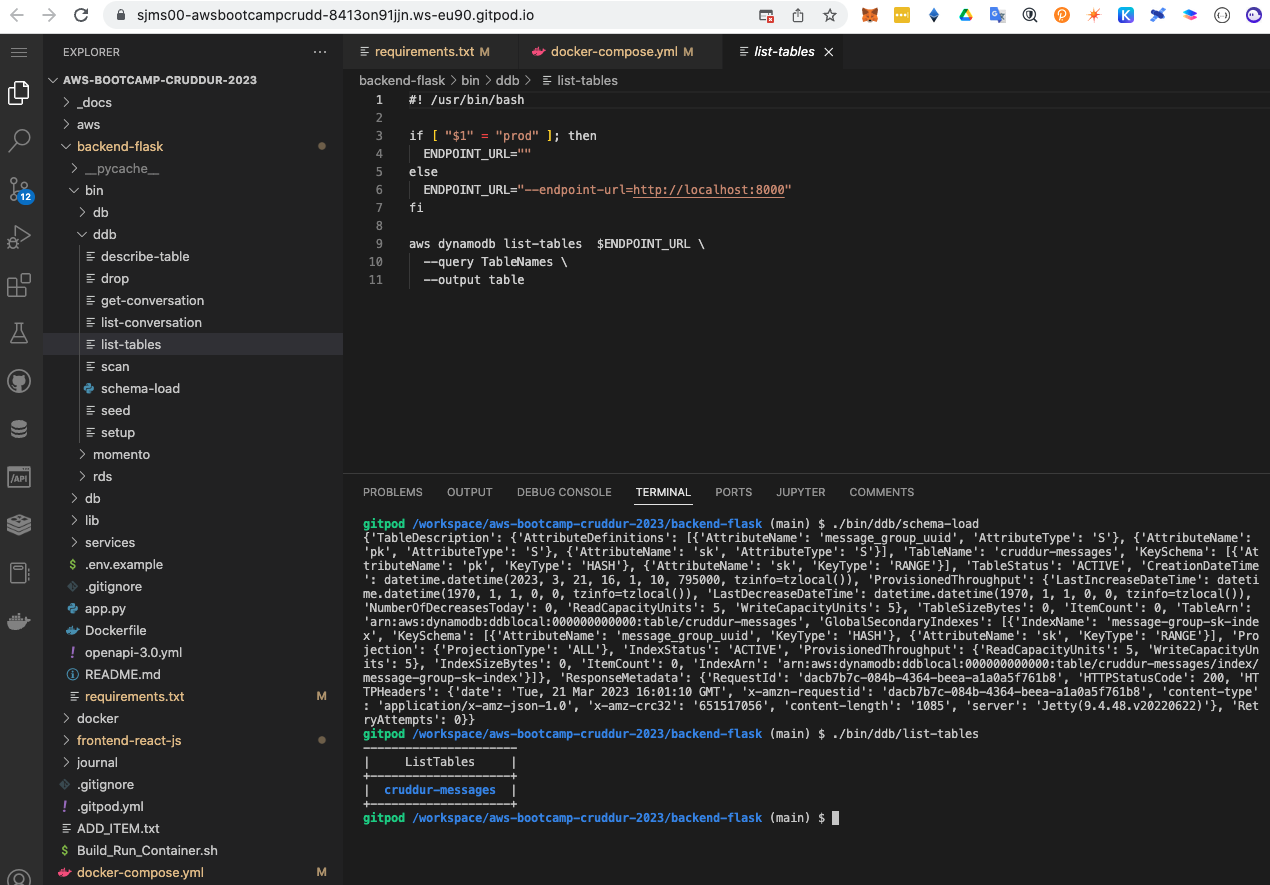 sjms00-awsbootcampcrudd-8413on91jjn.ws-eu90.gitpod.io
EXPLORER
AWS-BOOTCAMP-CRUDDUR-2023
_docs
aws
backend-flask
__pycache__
bin
db
ddb
describe-table
drop
get-conversation
list-conversation
list-tables
scan
schema-load
seed
setup
momento
rds
db
lib
services
$ .env.example
.gitignore
app.py
Dockerfile
! openapi-3.0.yml
README.md
requirements.txt M
docker
frontend-react-js
journal
.gitignore
! .gitpod.yml
ADD_ITEM.txt
$ Build_Run_Container.sh
docker-compose.yml M
12
/API
requirements.txt M
docker-compose.yml M
list-tables
backend-flask > bin > ddb > list-tables
1 #! /usr/bin/bash
2
3 if [ "$1" = "prod" ]; then
4 ENDPOINT_URL=""
5 else
6 ENDPOINT_URL="--endpoint-url=http://localhost:8000"
7 fi
8
9 aws dynamodb list-tables  $ENDPOINT_URL \
10 --query TableNames \
11 --output table
PROBLEMS OUTPUT DEBUG CONSOLE TERMINAL PORTS JUPYTER COMMENTS
gitpod /workspace/aws-bootcamp-cruddur-2023/backend-flask (main) $ ./bin/ddb/schema-load
{'TableDescription': {'AttributeDefinitions': [{'AttributeName': 'message_group_uuid', 'AttributeType': 'S'}, {'AttributeName':
'pk', 'AttributeType': 'S'}, {'AttributeName': 'sk', 'AttributeType': 'S'}], 'TableName': 'cruddur-messages', 'KeySchema': [{'At
tributeName': 'pk', 'KeyType': 'HASH'}, {'AttributeName': 'sk', 'KeyType': 'RANGE'}], 'TableStatus': 'ACTIVE', 'CreationDateTime
': datetime.datetime(2023, 3, 21, 16, 1, 10, 795000, tzinfo=tzlocal()), 'ProvisionedThroughput': {'LastIncreaseDateTime': dateti
me.datetime(1970, 1, 1, 0, 0, tzinfo=tzlocal()), 'LastDecreaseDateTime': datetime.datetime(1970, 1, 1, 0, 0, tzinfo=tzlocal()),
'NumberOfDecreasesToday': 0, 'ReadCapacityUnits': 5, 'WriteCapacityUnits': 5}, 'TableSizeBytes': 0, 'ItemCount': 0, 'TableArn':
'arn:aws:dynamodb:ddblocal:000000000000:table/cruddur-messages', 'GlobalSecondaryIndexes': [{'IndexName': 'message-group-sk-inde
x', 'KeySchema': [{'AttributeName': 'message_group_uuid', 'KeyType': 'HASH'}, {'AttributeName': 'sk', 'KeyType': 'RANGE'}], 'Pro
jection': {'ProjectionType': 'ALL'}, 'IndexStatus': 'ACTIVE', 'ProvisionedThroughput': {'ReadCapacityUnits': 5, 'WriteCapacityUn
its': 5}, 'IndexSizeBytes': 0, 'ItemCount': 0, 'IndexArn': 'arn:aws:dynamodb:ddblocal:000000000000:table/cruddur-messages/index/
message-group-sk-index'}]}, 'ResponseMetadata': {'RequestId': 'dacb7b7c-084b-4364-beea-a1a0a5f761b8', 'HTTPStatusCode': 200, 'HT
TPHeaders': {'date': 'Tue, 21 Mar 2023 16:01:10 GMT', 'x-amzn-requestid': 'dacb7b7c-084b-4364-beea-a1a0a5f761b8', 'content-type'
: 'application/x-amz-json-1.0', 'x-amz-crc32': '651517056', 'content-length': '1085', 'server': 'Jetty(9.4.48.v20220622)'}, 'Ret
ryAttempts': 0}}
gitpod /workspace/aws-bootcamp-cruddur-2023/backend-flask (main) $ ./bin/ddb/list-tables
----------------------
|     ListTables     |
+--------------------+
|  cruddur-messages  |
+--------------------+
gitpod /workspace/aws-bootcamp-cruddur-2023/backend-flask (main) $